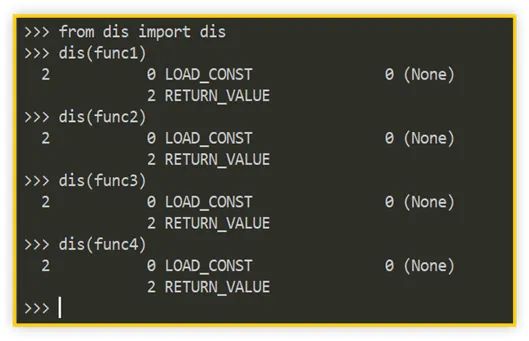 >>> from dis import dis
>>> dis(func1)
  2           0 LOAD_CONST               0 (None)
              2 RETURN_VALUE
>>> dis(func2)
  2           0 LOAD_CONST               0 (None)
              2 RETURN_VALUE
>>> dis(func3)
  2           0 LOAD_CONST               0 (None)
              2 RETURN_VALUE
>>> dis(func4)
  2           0 LOAD_CONST               0 (None)
              2 RETURN_VALUE
>>>